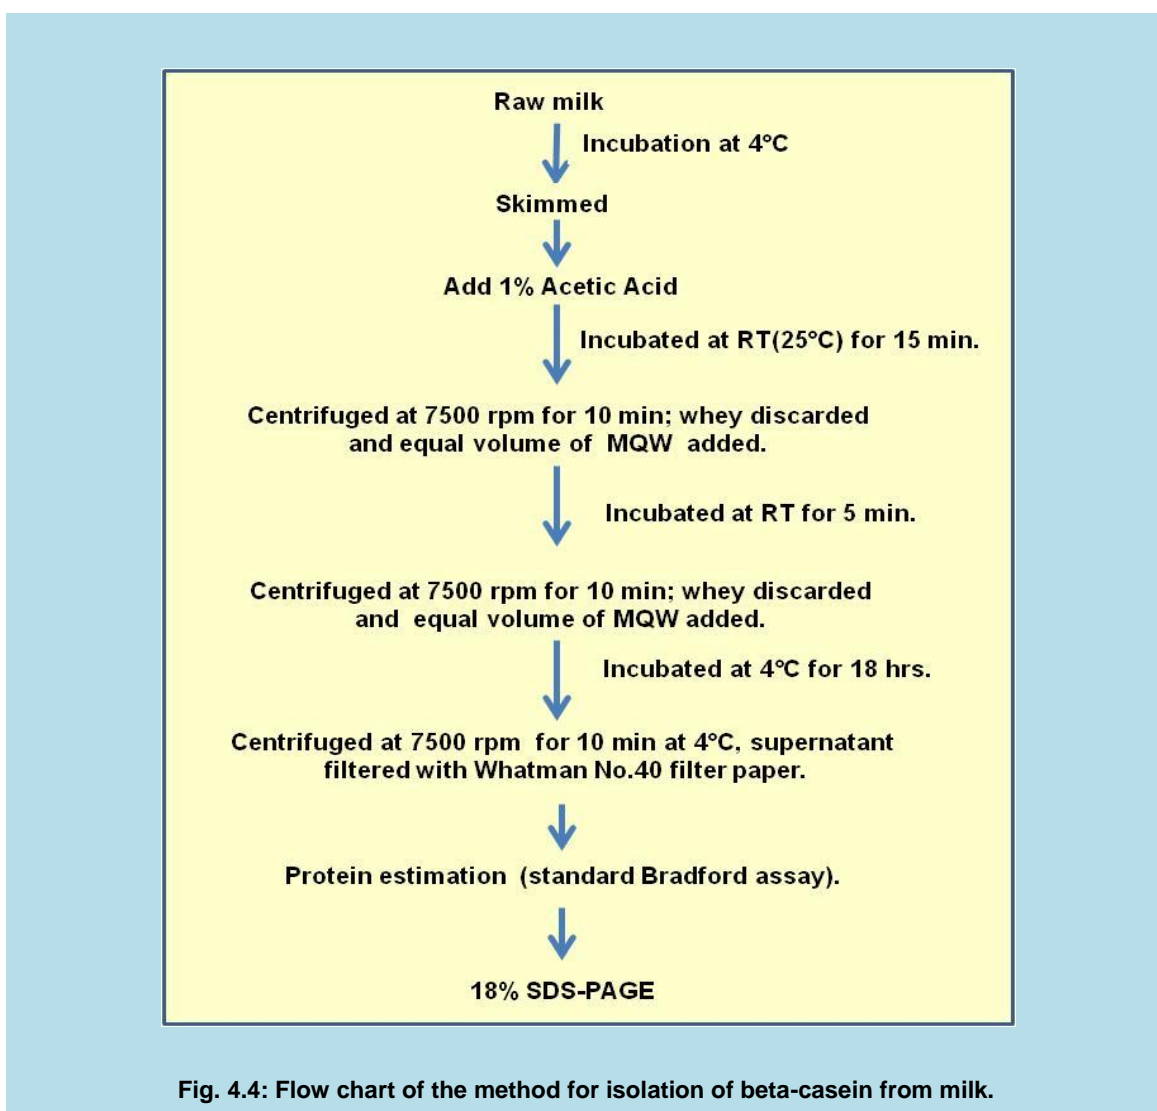 Raw milk
Incubation at 4°C
Skimmed
Add 1% Acetic Acid
Incubated at RT(25°C) for 15 min.
Centrifuged at 7500 rpm for 10 min; whey discarded
and equal volume of MQW added.
Incubated at RT for 5 min.
Centrifuged at 7500 rpm for 10 min; whey discarded
and equal volume of MQW added.
Incubated at 4°C for 18 hrs.
Centrifuged at 7500 rpm for 10 min at 4°C, supernatant
filtered with Whatman No.40 filter paper.
Protein estimation (standard Bradford assay).
18% SDS-PAGE
Fig. 4.4: Flow chart of the method for isolation of beta-casein from milk.